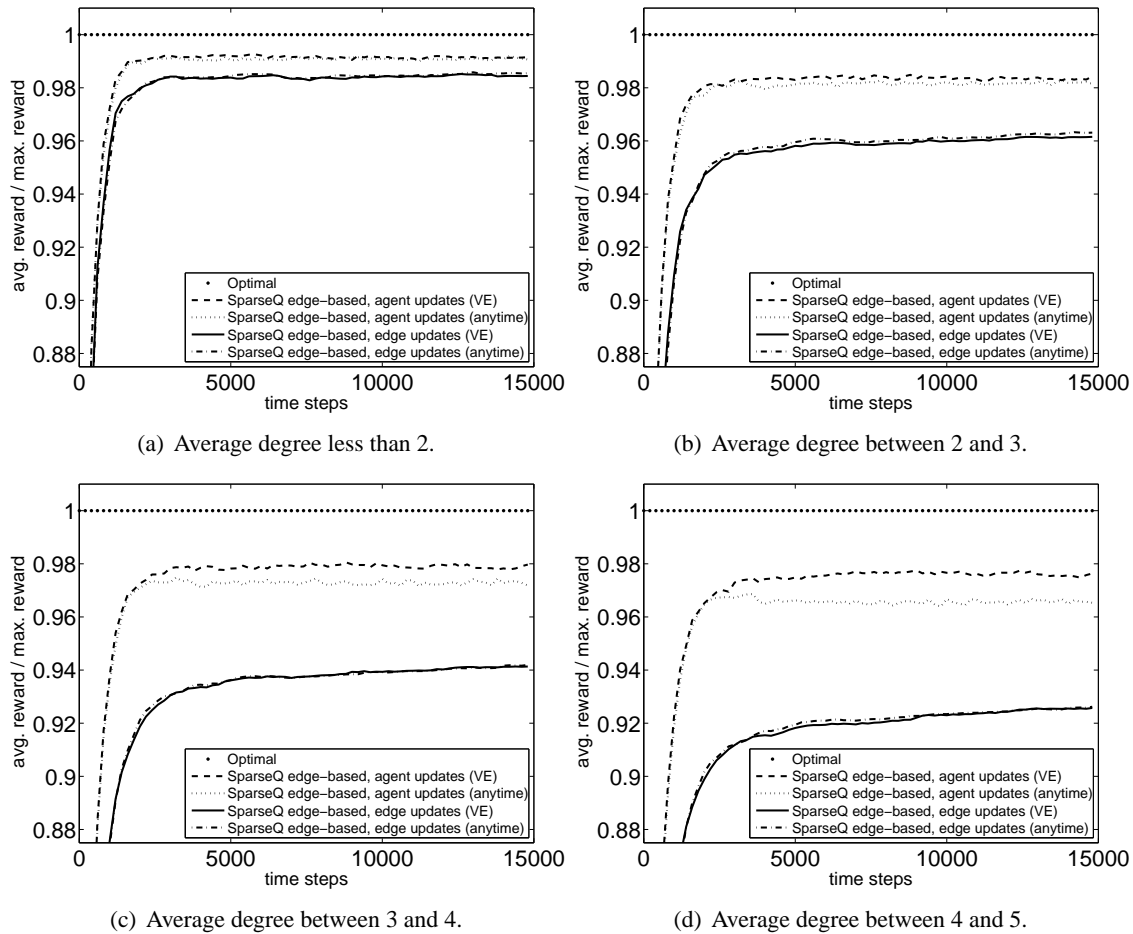 1
0.98
0.96
0.94
0.92
0.9
0.88
avg. reward / max. reward
Optimal
SparseQ edge−based, agent updates (VE)
SparseQ edge−based, agent updates (anytime)
SparseQ edge−based, edge updates (VE)
SparseQ edge−based, edge updates (anytime)
0 5000 10000 15000
time steps
(a) Average degree less than 2.
1
0.98
0.96
0.94
0.92
0.9
0.88
avg. reward / max. reward
Optimal
SparseQ edge−based, agent updates (VE)
SparseQ edge−based, agent updates (anytime)
SparseQ edge−based, edge updates (VE)
SparseQ edge−based, edge updates (anytime)
0 5000 10000 15000
time steps
(b) Average degree between 2 and 3.
1
0.98
0.96
0.94
0.92
0.9
0.88
avg. reward / max. reward
Optimal
SparseQ edge−based, agent updates (VE)
SparseQ edge−based, agent updates (anytime)
SparseQ edge−based, edge updates (VE)
SparseQ edge−based, edge updates (anytime)
0 5000 10000 15000
time steps
(c) Average degree between 3 and 4.
1
0.98
0.96
0.94
0.92
0.9
0.88
avg. reward / max. reward
Optimal
SparseQ edge−based, agent updates (VE)
SparseQ edge−based, agent updates (anytime)
SparseQ edge−based, edge updates (VE)
SparseQ edge−based, edge updates (anytime)
0 5000 10000 15000
time steps
(d) Average degree between 4 and 5.